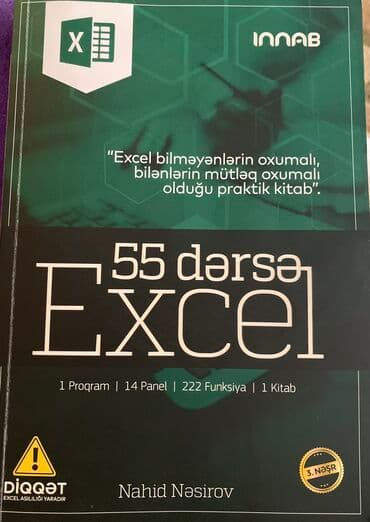 X
INNAB
"Excel bilməyənlərin oxumalı,
bilənlərin mütləq oxumalı
olduğu praktik kitab".
55 dərsə
Excel
1 Proqram | 14 Panel | 222 Funksiya | 1 Kitab
3. NƏŞR
DİQQƏT
EXCEL ASILILIĞI YARADIR
Nahid Nəsirov